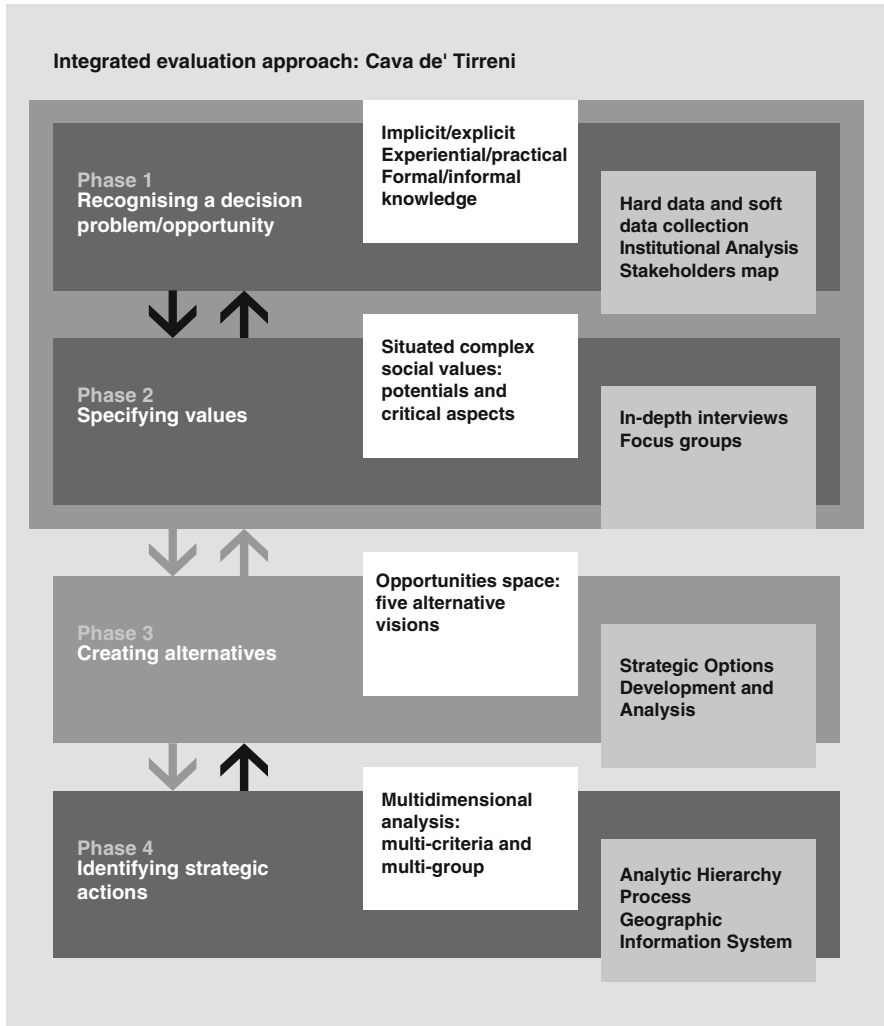 Integrated evaluation approach: Cava de' Tirreni
Phase 1
Recognising a decision
problem/opportunity
Implicit/explicit
Experiential/practical
Formal/informal
knowledge
Hard data and soft
data collection
Institutional Analysis
Stakeholders map
Phase 2
Specifying values
Situated complex
social values:
potentials and
critical aspects
In-depth interviews
Focus groups
Phase 3
Creating alternatives
Opportunities space:
five alternative
visions
Strategic Options
Development and
Analysis
Phase 4
Identifying strategic
actions
Multidimensional
analysis:
multi-criteria and
multi-group
Analytic Hierarchy
Process
Geographic
Information System